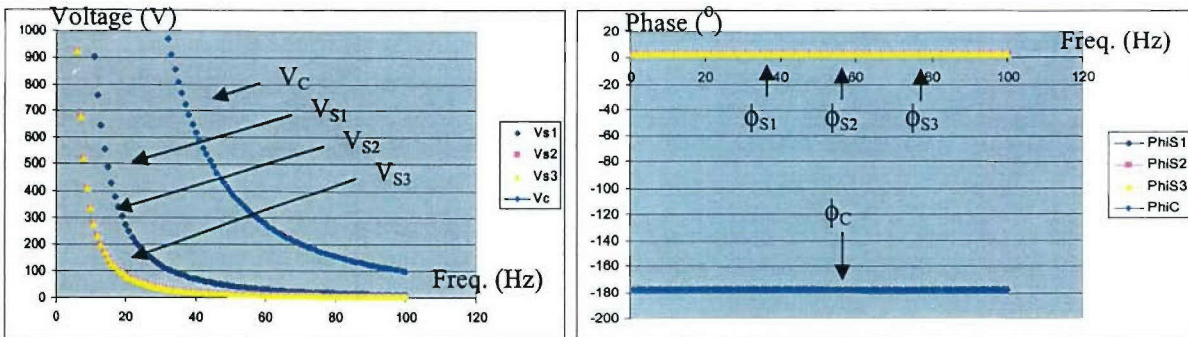 Voltage (V)
1000
900
800
700
600
500
400
300
200
100
0
0 20 40 60 80 100 120
Freq. (Hz)
V_C
V_S1
V_S2
V_S3
Vs1
Vs2
Vs3
Vc
Phase (⁰)
20
0
-20
-40
-60
-80
-100
-120
-140
-160
-180
-200
0 20 40 60 80 100 120
Freq. (Hz)
ϕ_S1 ϕ_S2 ϕ_S3
ϕ_C
PhiS1
PhiS2
PhiS3
PhiC